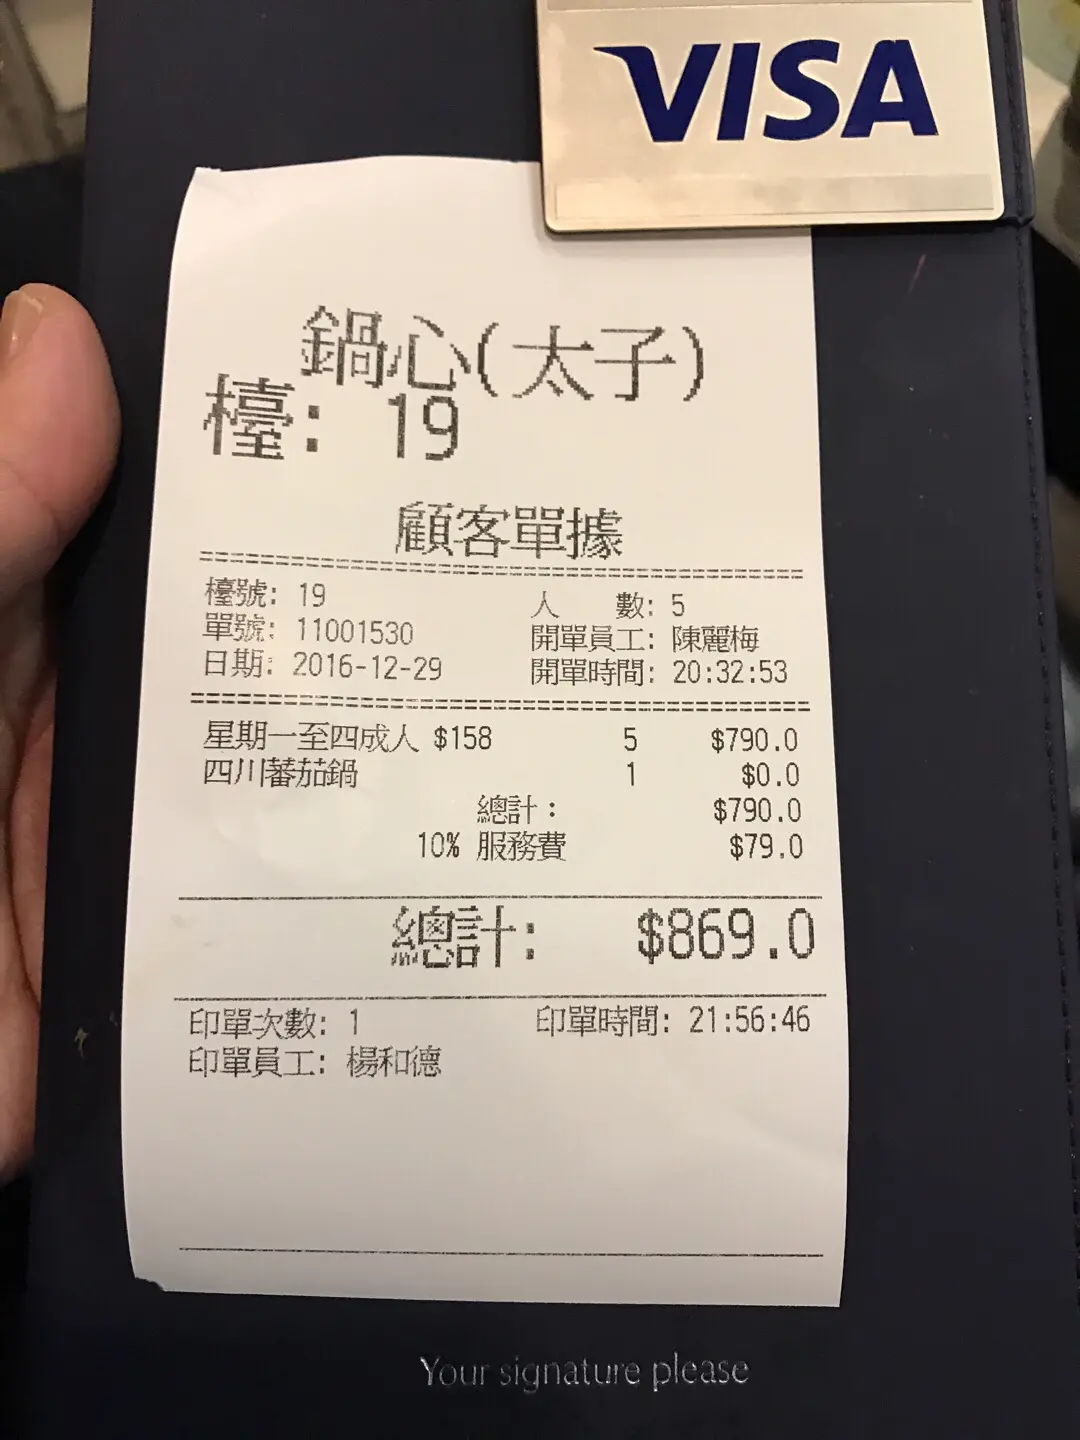 VISA
鍋心(太子)
檯: 19
顧客單據
檯號: 19 人 數: 5
單號: 11001530 開單員工: 陳麗梅
日期: 2016-12-29 開單時間: 20:32:53
星期一至四成人 $158 5 $790.0
四川蕃茄鍋 1 $0.0
總計: $790.0
10% 服務費 $79.0
總計: $869.0
印單次數: 1 印單時間: 21:56:46
印單員工: 楊和德
Your signature please